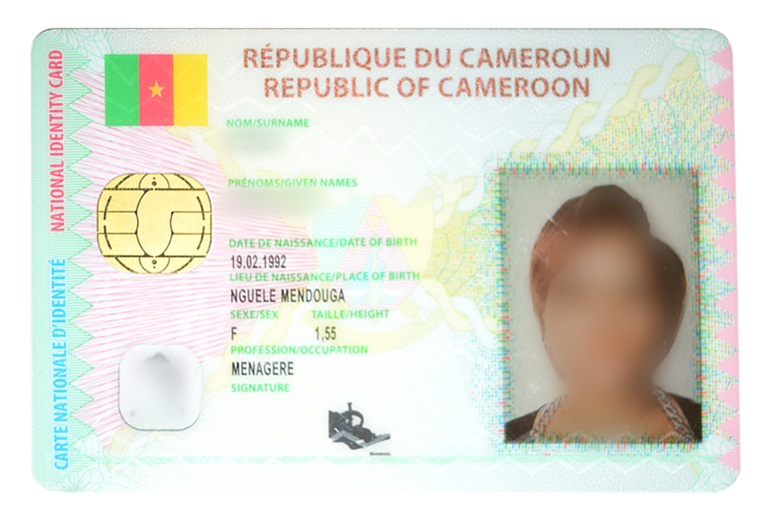 RÉPUBLIQUE DU CAMEROUN
REPUBLIC OF CAMEROON
NATIONAL IDENTITY CARD
CARTE NATIONALE D'IDENTITÉ
NOM/SURNAME
PRÉNOMS/GIVEN NAMES
DATE DE NAISSANCE/DATE OF BIRTH
19.02.1992
LIEU DE NAISSANCE/PLACE OF BIRTH
NGUELE MENDOUGA
SEXE/SEX TAILLE/HEIGHT
F 1,55
PROFESSION/OCCUPATION
MENAGERE
SIGNATURE